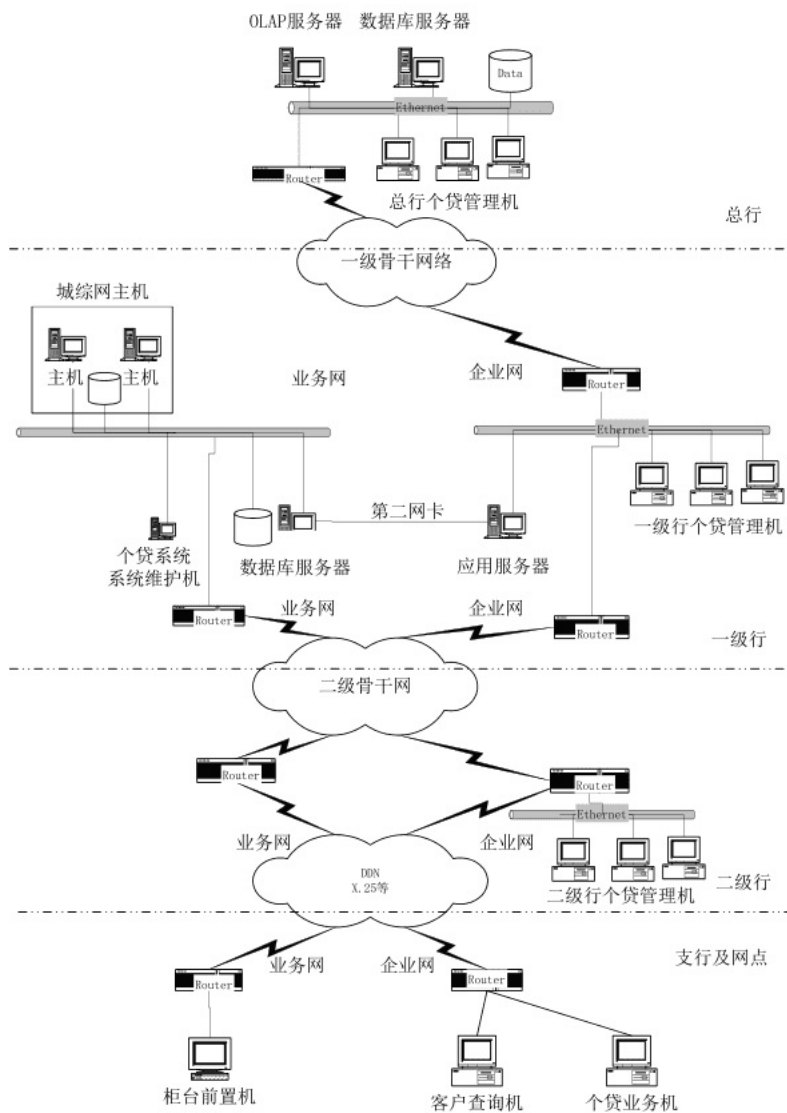 OLAP服务器 数据库服务器
Data
Ethernet
Router
总行个贷管理机
总行
一级骨干网络
城综网主机
主机 主机
业务网
企业网
Router
Ethernet
第二网卡
个贷系统
系统维护机
数据库服务器
应用服务器
一级行个贷管理机
Router
业务网
企业网
Router
一级行
二级骨干网
Router
Router
Ethernet
业务网
企业网
DDN
X.25等
二级行个贷管理机
二级行
业务网
企业网
支行及网点
Router
Router
柜台前置机
客户查询机
个贷业务机